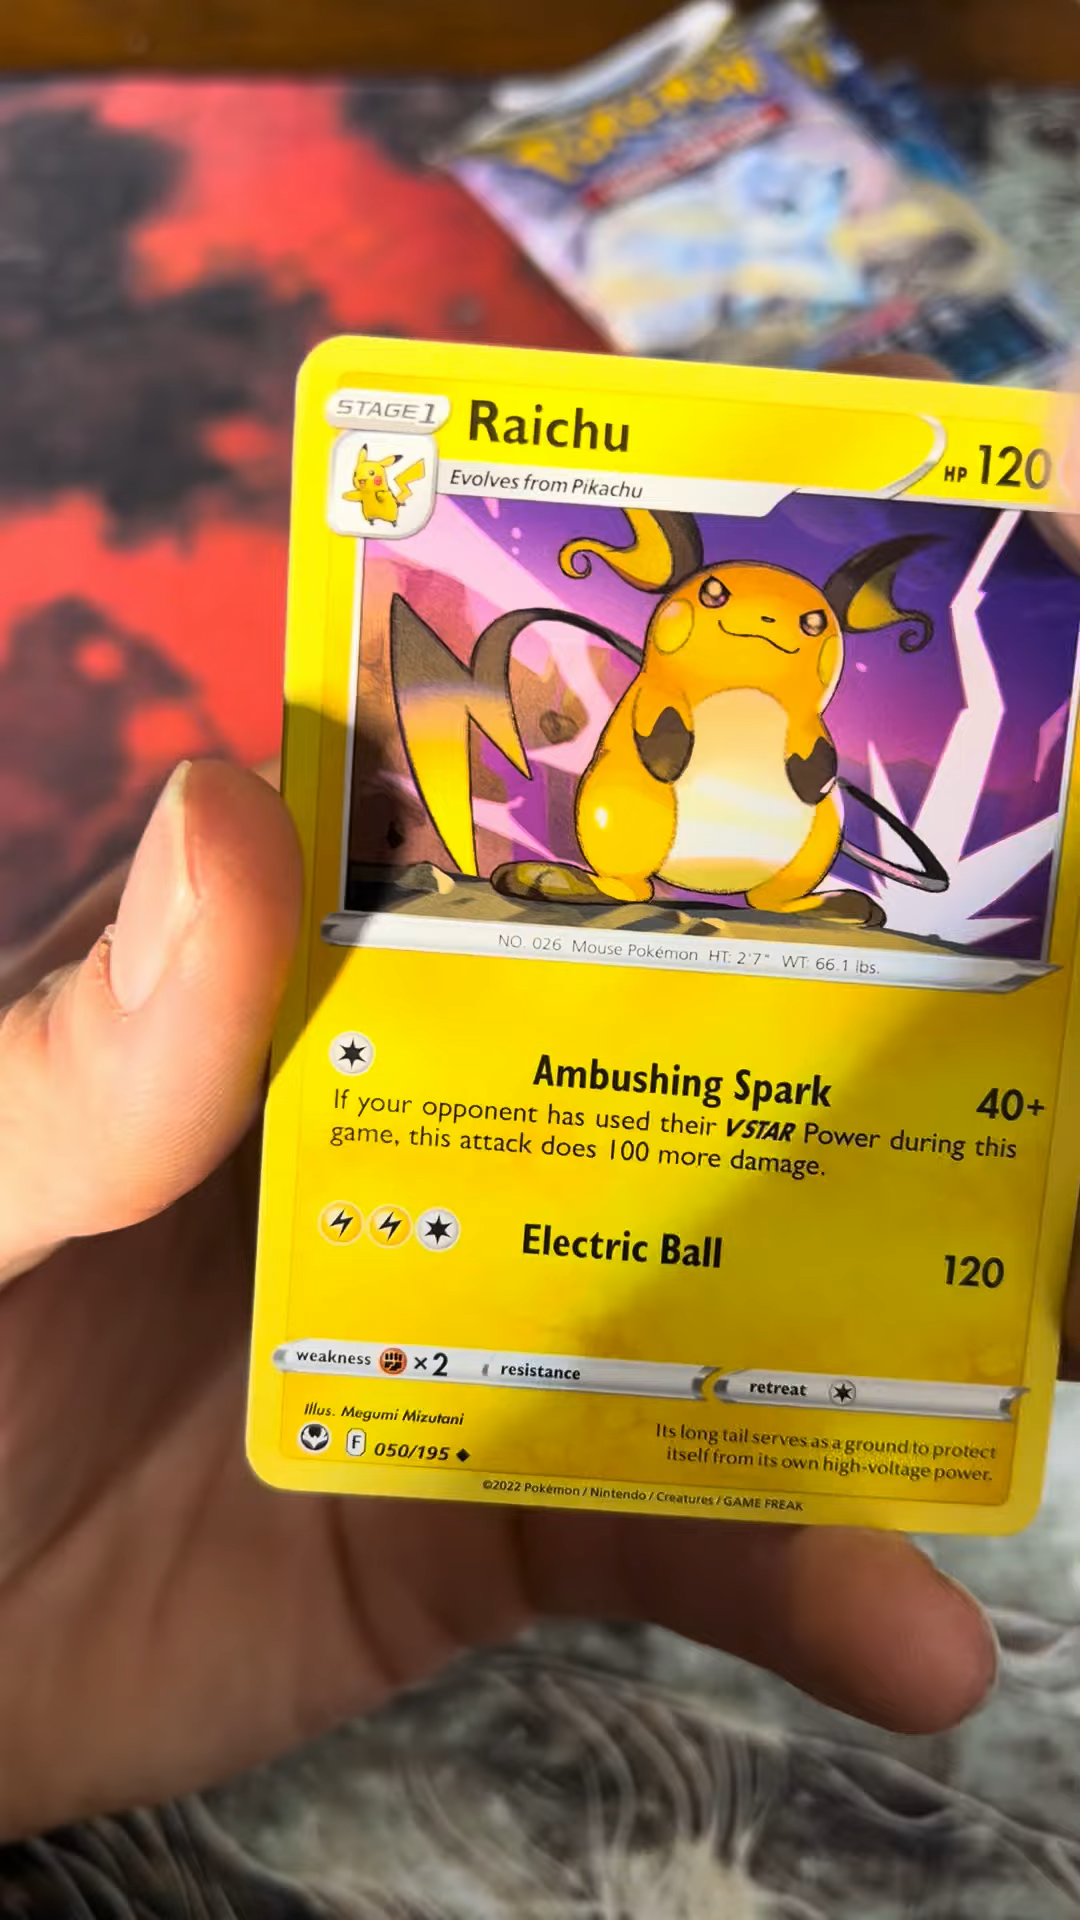 Pokémon
STAGE1
Raichu
HP 120
Evolves from Pikachu
NO. 026 Mouse Pokémon HT: 2'7" WT: 66.1 lbs.
Ambushing Spark 40+
If your opponent has used their VSTAR Power during this
game, this attack does 100 more damage.
Electric Ball 120
weakness ×2 resistance retreat
Illus. Megumi Mizutani
F 050/195
Its long tail serves as a ground to protect
itself from its own high-voltage power.
©2022 Pokémon / Nintendo / Creatures / GAME FREAK